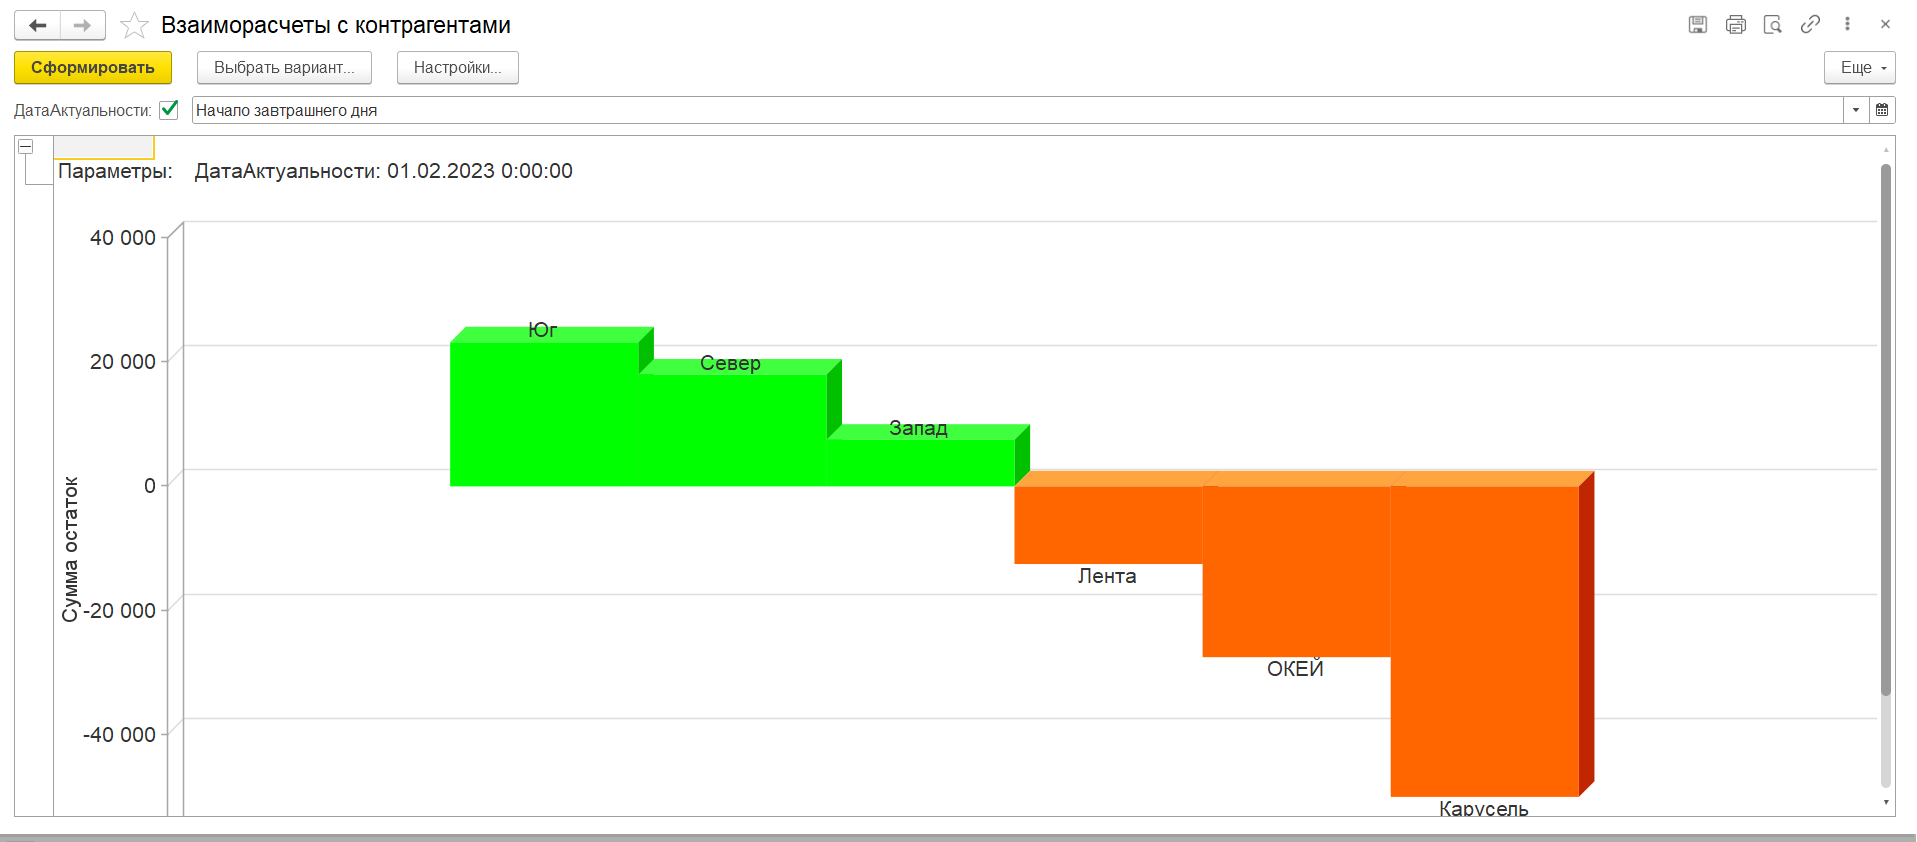 Взаиморасчеты с контрагентами
Сформировать
Выбрать вариант...
Настройки...
Еще
ДатаАктуальности:
Начало завтрашнего дня
Параметры: ДатаАктуальности: 01.02.2023 0:00:00
40 000
20 000
0
-20 000
-40 000
Сумма остаток
Юг
Север
Запад
Лента
ОКЕЙ
Карусель